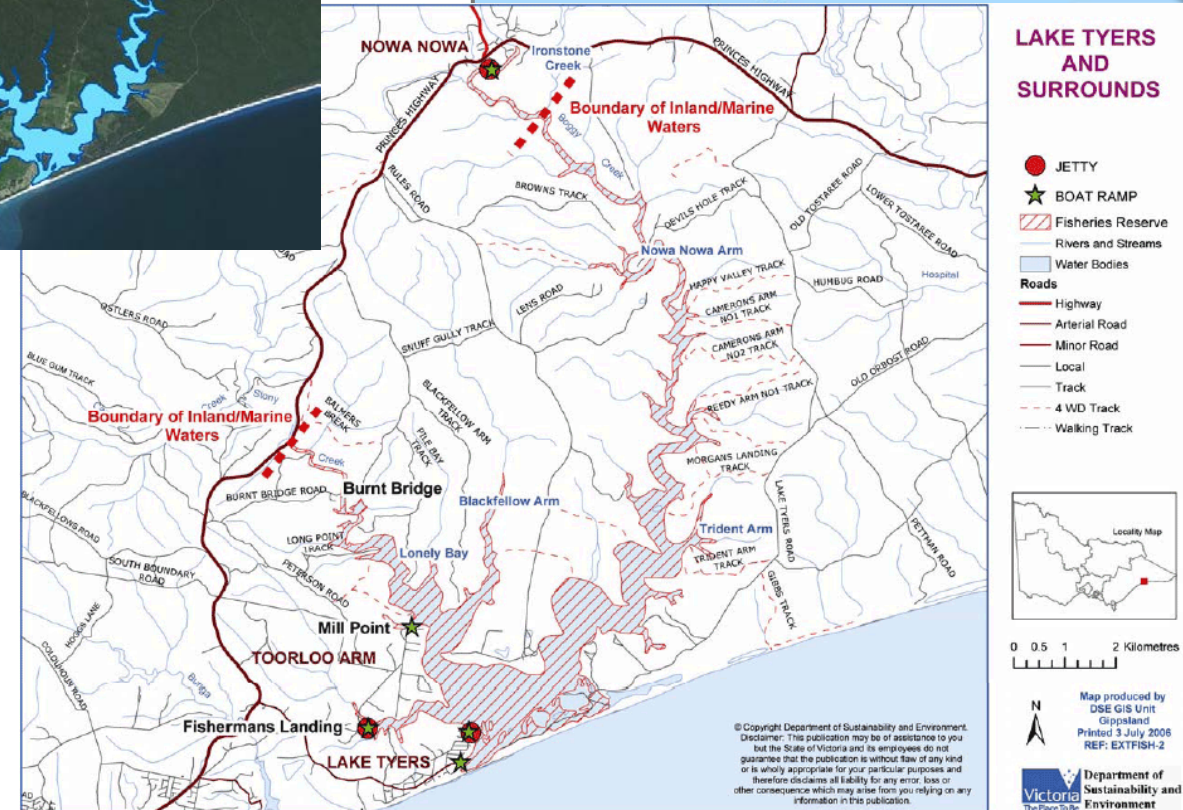 NOWA NOWA
Ironstone
Creek
PRINCES HIGHWAY
PRINCES HIGHWAY
Boundary of Inland/Marine
Waters
Boggy
Creek
RULES ROAD
BROWNS TRACK
DEVILS HOLE TRACK
OLD TOSTAREE ROAD
LOWER TOSTAREE ROAD
Nowa Nowa Arm
HAPPY VALLEY TRACK
HUMBUG ROAD
Hospital
LENS ROAD
CAMERONS ARM
NO1 TRACK
OSTLERS ROAD
SNUFF GULLY TRACK
CAMERONS ARM
NO2 TRACK
OLD ORBOST ROAD
BLUE GUM TRACK
Creek
Stony
BLACKFELLOW ARM
TRACK
REEDY ARM NO1 TRACK
Boundary of Inland/Marine
Waters
BALMERS
BREAK
PILE BAY
TRACK
Creek
MORGANS LANDING
TRACK
BURNT BRIDGE ROAD
Burnt Bridge
Blackfellow Arm
LAKE TYERS ROAD
BLACKFELLOWS ROAD
Trident Arm
PETTMAN ROAD
LONG POINT
TRACK
Lonely Bay
TRIDENT ARM
TRACK
SOUTH BOUNDARY
ROAD
PETERSON ROAD
GIBBS TRACK
HOGGS LANE
Mill Point
TOORLOO ARM
COLQUHOUN ROAD
Bunga
Fishermans Landing
LAKE TYERS
© Copyright Department of Sustainability and Environment.
Disclaimer: This publication may be of assistance to you
but the State of Victoria and its employees do not
guarantee that the publication is without flaw of any kind
or is wholly appropriate for your particular purposes and
therefore disclaims all liability for any error, loss or
other consequence which may arise from you relying on any
information in this publication.
LAKE TYERS
AND
SURROUNDS
JETTY
BOAT RAMP
Fisheries Reserve
Rivers and Streams
Water Bodies
Roads
Highway
Arterial Road
Minor Road
Local
Track
4 WD Track
Walking Track
Locality Map
0 0.5 1 2 Kilometres
N
Map produced by
DSE GIS Unit
Gippsland
Printed 3 July 2006
REF: EXTFISH-2
Victoria
The Place To Be
Department of
Sustainability and
Environment